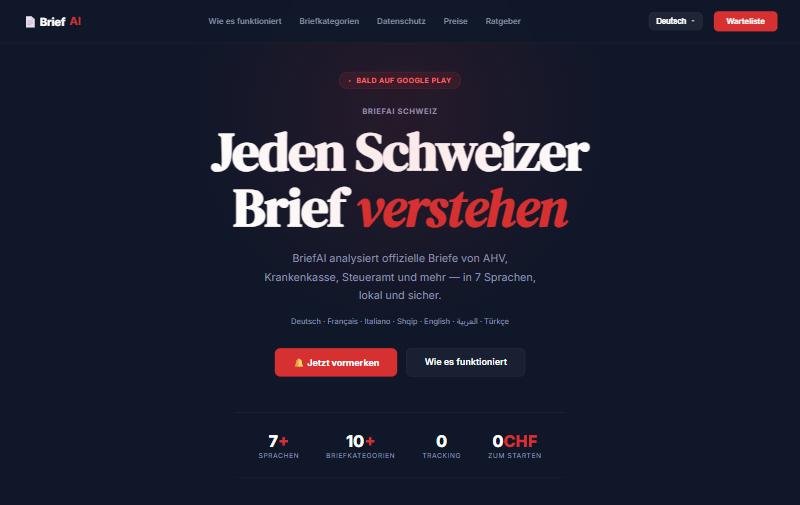 Brief AI
Wie es funktioniert Briefkategorien Datenschutz Preise Ratgeber
Deutsch
Warteliste
• BALD AUF GOOGLE PLAY
BRIEFAI SCHWEIZ
Jeden Schweizer
Brief verstehen
BriefAI analysiert offizielle Briefe von AHV,
Krankenkasse, Steueramt und mehr — in 7 Sprachen,
lokal und sicher.
Deutsch · Français · Italiano · Shqip · English · العربية · Türkçe
Jetzt vormerken
Wie es funktioniert
7+ 10+ 0 0CHF
SPRACHEN BRIEFKATEGORIEN TRACKING ZUM STARTEN